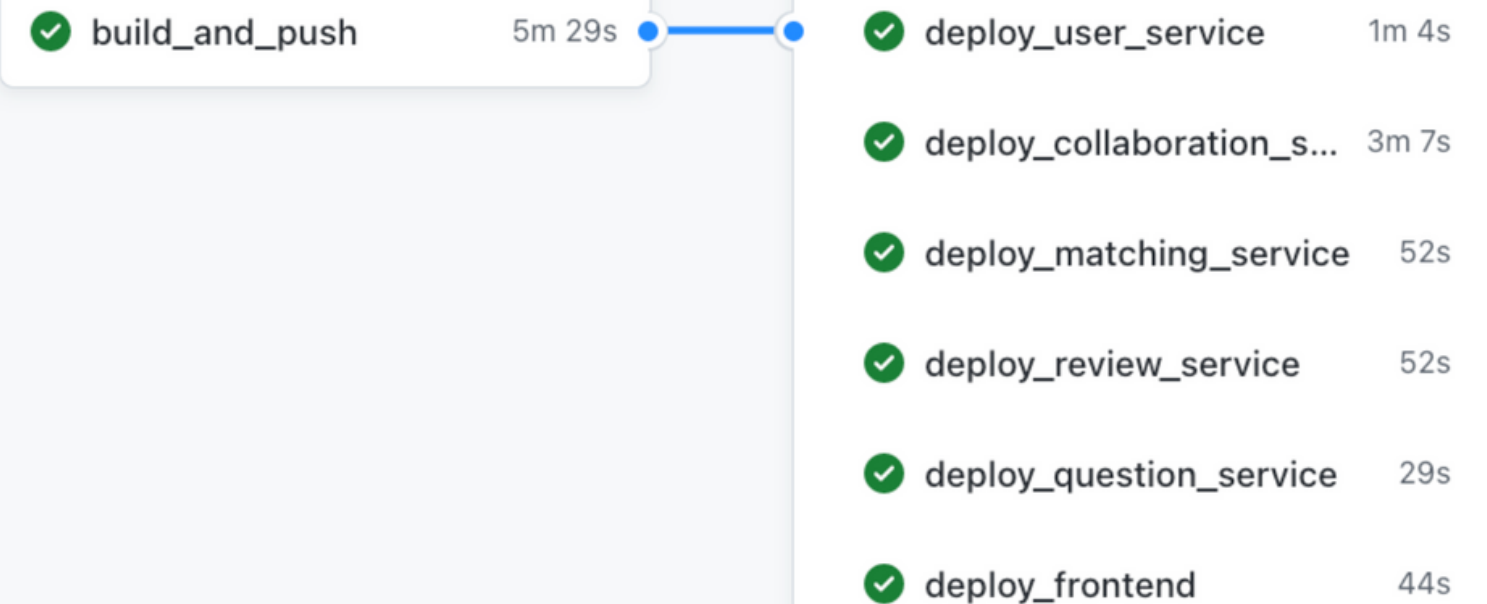 build_and_push 5m 29s
deploy_user_service 1m 4s
deploy_collaboration_s... 3m 7s
deploy_matching_service 52s
deploy_review_service 52s
deploy_question_service 29s
deploy_frontend 44s